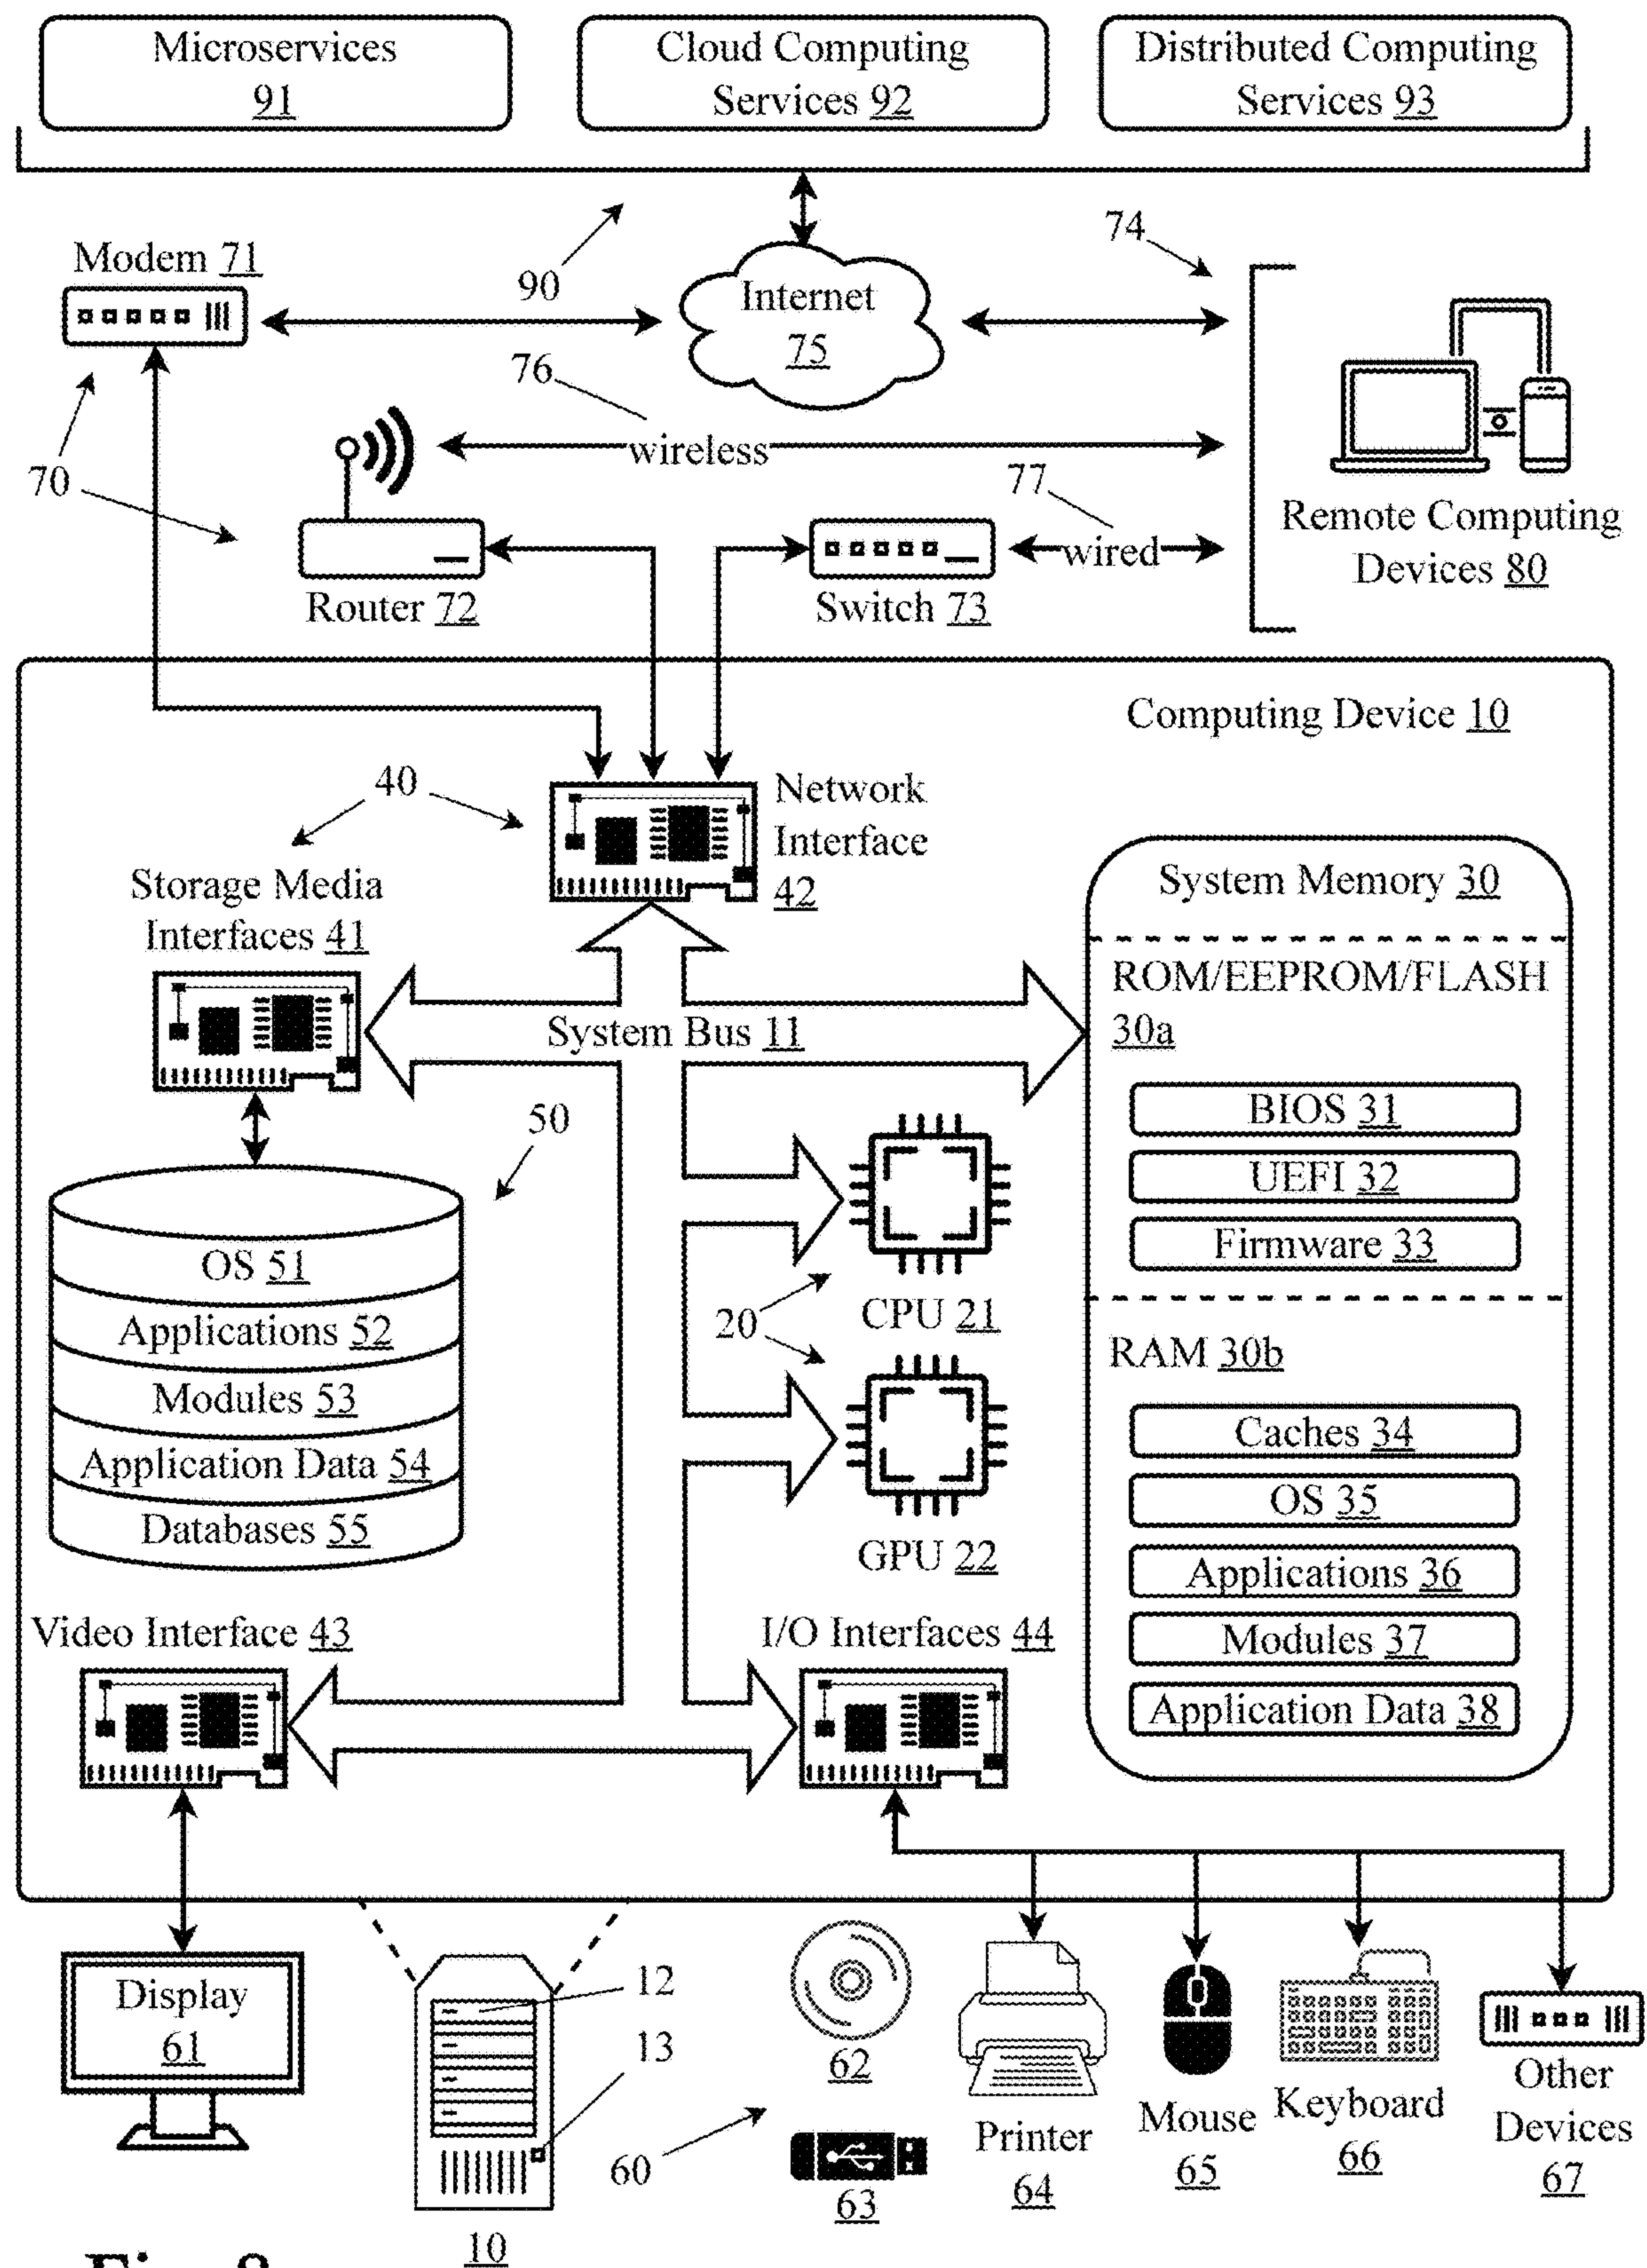 Microservices
91
Cloud Computing
Services 92
Distributed Computing
Services 93
90
74
Modem 71
Internet
75
76
wireless
70
77
wired
Remote Computing
Devices 80
Router 72
Switch 73
Computing Device 10
40
Network
Interface
42
Storage Media
Interfaces 41
System Memory 30
ROM/EEPROM/FLASH
30a
System Bus 11
BIOS 31
UEFI 32
Firmware 33
50
OS 51
Applications 52
Modules 53
Application Data 54
Databases 55
20
CPU 21
GPU 22
RAM 30b
Caches 34
OS 35
Applications 36
Modules 37
Application Data 38
Video Interface 43
I/O Interfaces 44
Display
61
12
13
10
60
62
63
Printer
64
Mouse
65
Keyboard
66
Other
Devices
67
Fig. 8